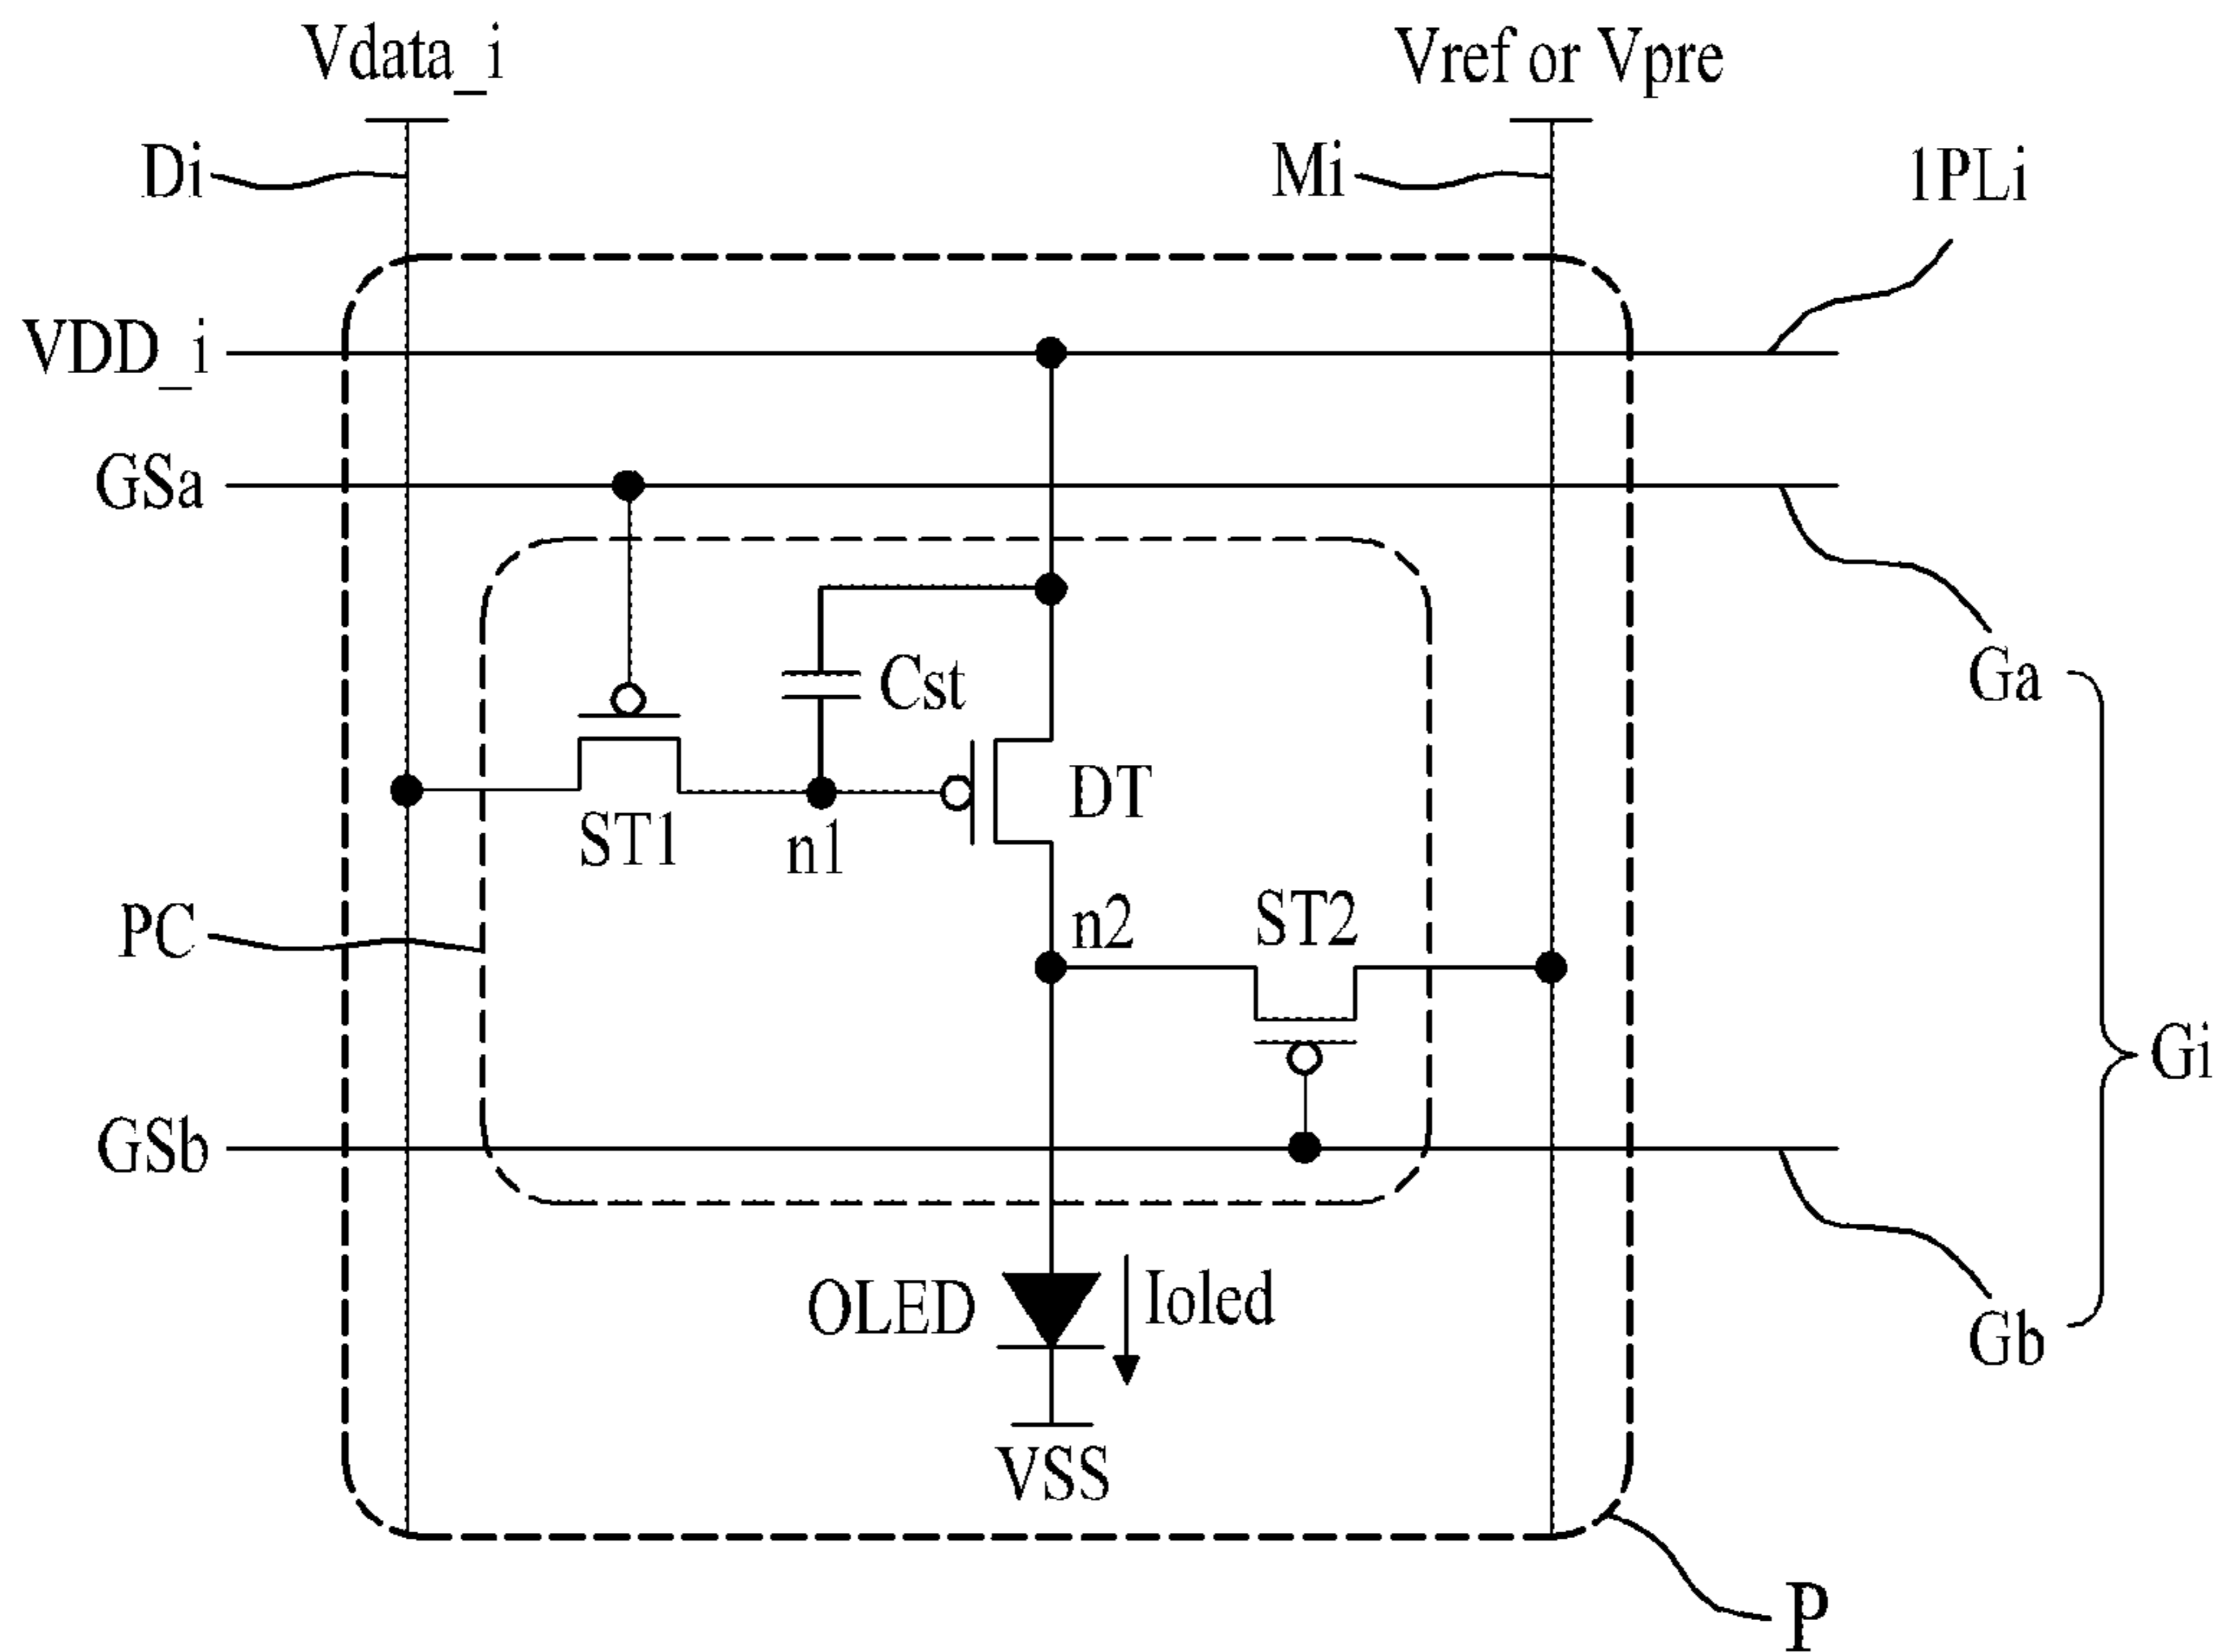 Vdata_i
Vref or Vpre
Di
Mi
1PLi
VDD_i
GSa
Ga
Cst
DT
ST1
n1
PC
n2
ST2
Gi
GSb
OLED
Ioled
Gb
VSS
P